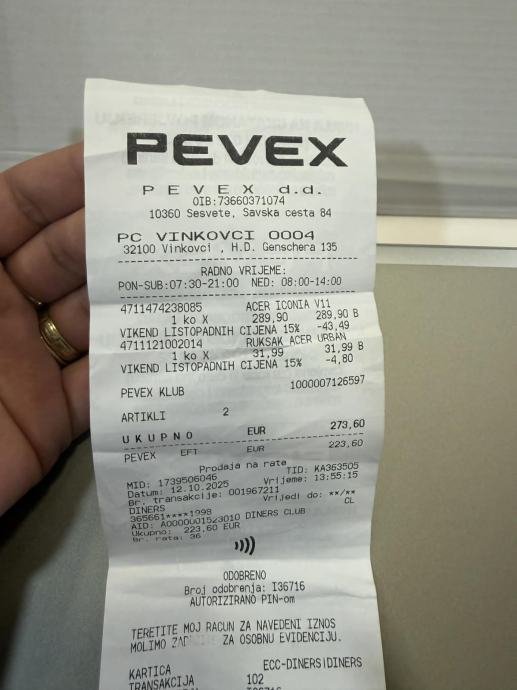 PEVEX
PEVEX d.d.
OIB:73660371074
10360 Sesvete, Savska cesta 84
PC VINKOVCI 0004
32100 Vinkovci , H.D. Genschera 135
RADNO VRIJEME:
PON-SUB:07:30-21:00 NED: 08:00-14:00
4711474238085 ACER ICONIA V11
1 ko X 289,90 289,90 B
VIKEND LISTOPADNIH CIJENA 15% -43,49
4711121002014 RUKSAK ACER URBAN
1 ko X 31,99 31,99 B
VIKEND LISTOPADNIH CIJENA 15% -4,80
PEVEX KLUB 1000007126597
ARTIKLI 2
UKUPNO EUR 273,60
PEVEX EFT EUR 223,60
Prodaja na rate
MID: 1739506046 TID: KA363505
Datum: 12.10.2025 Vrijeme: 13:55:15
Br. transakcije: 001967211
DINERS Vrijedi do: **/**
365661****1998 CL
AID: A0000001523010 DINERS CLUB
Ukupno: 223,60 EUR
Br. rata: 36
ODOBRENO
Broj odobrenja: I36716
AUTORIZIRANO PIN-om
TERETITE MOJ RAČUN ZA NAVEDENI IZNOS
MOLIMO ZA OSOBNU EVIDENCIJU.
KARTICA ECC-DINERS|DINERS
TRANSAKCIJA 102